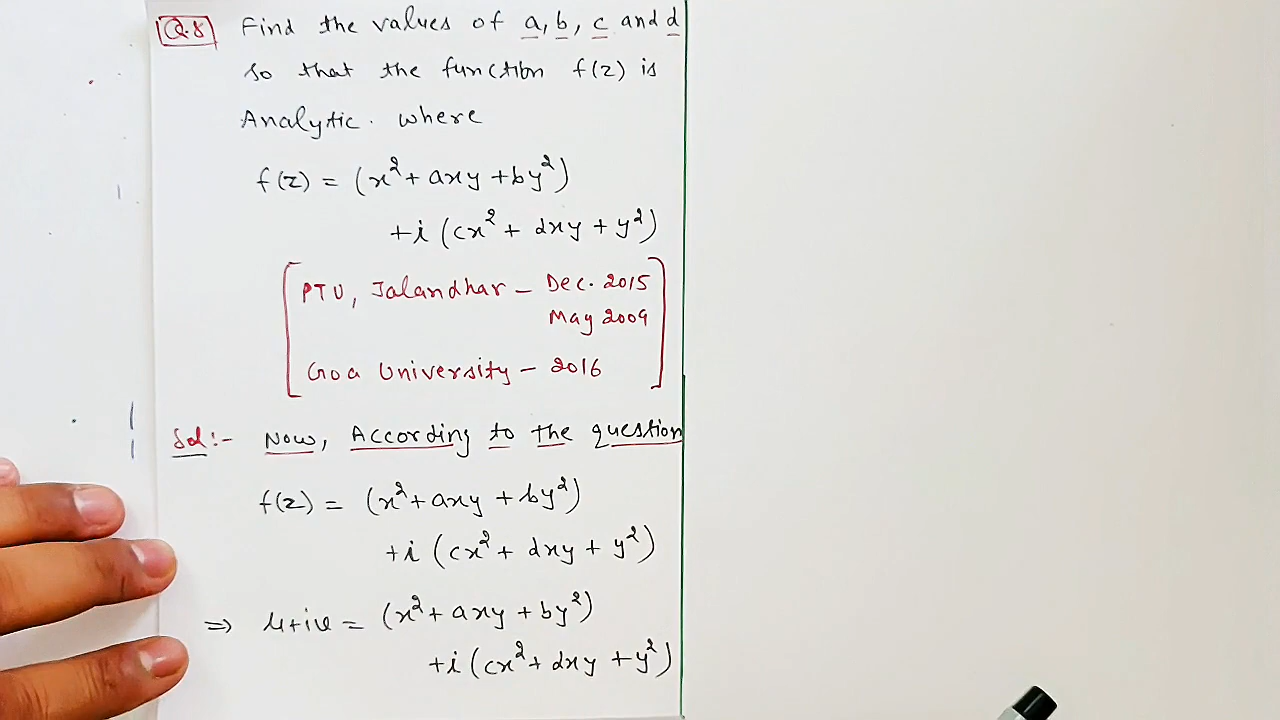 Q.8 Find the values of a, b, c and d
so that the function f(z) is
Analytic. where
f(z) = (x²+ axy +by²)
+i (cx² + dxy + y²)
PTU, Jalandhar – Dec. 2015
May 2009
Goa University – 2016
Sol:- Now, According to the question
f(z) = (x²+axy + by²)
+i (cx² + dxy + y²)
⇒ u+iv = (x²+ axy + by²)
+i (cx²+ dxy + y²)